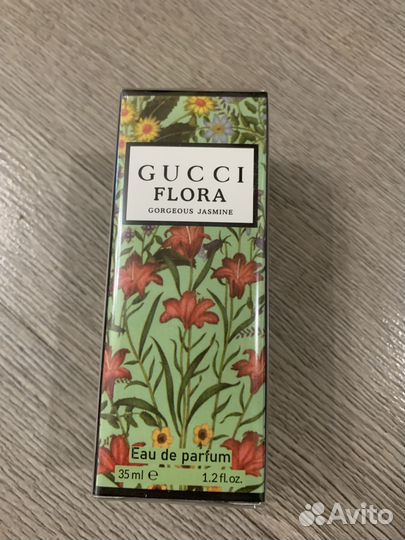 GUCCI
FLORA
GORGEOUS JASMINE
Eau de parfum
35 ml ℮ 1.2 fl.oz.
Avito